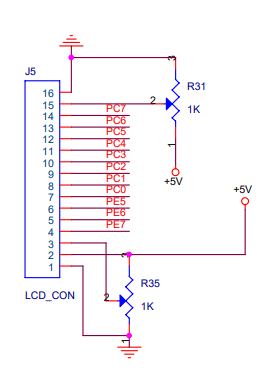 3
J5
R31
16
15
2
14
PC7
1K
13
PC6
12
PC5
11
PC4
1
10
PC3
9
PC2
8
PC1
+5V
7
PC0
+5V
6
PE5
5
PE6
4
PE7
3
2
3
1
R35
2
LCD_CON
1K
1